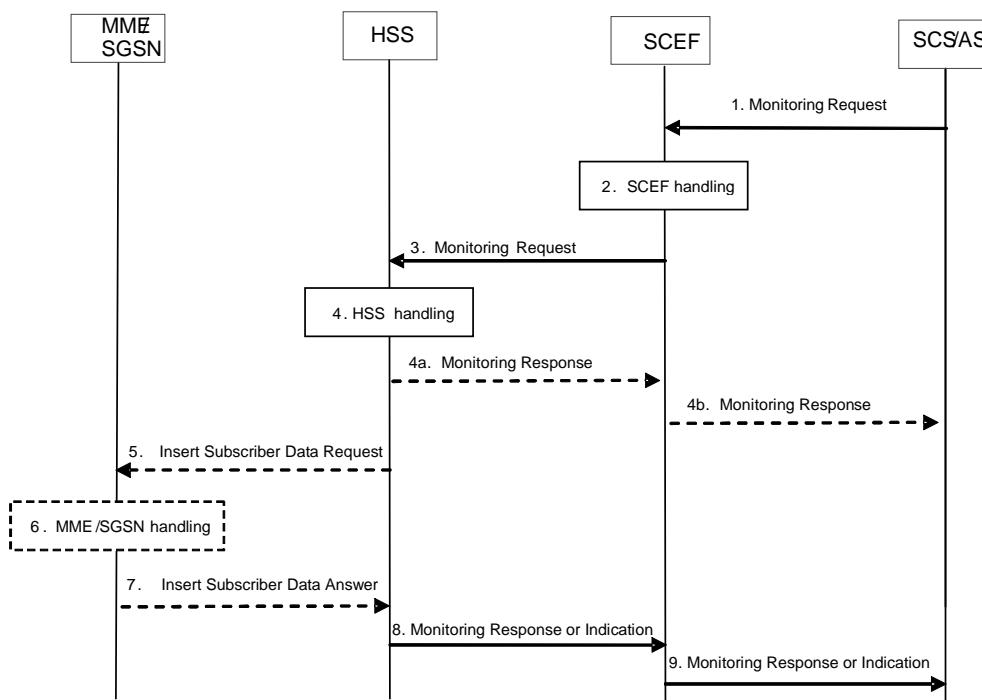 MME/
SGSN
HSS
SCEF
SCS/AS
1. Monitoring Request
2. SCEF handling
3. Monitoring Request
4. HSS handling
4a. Monitoring Response
4b. Monitoring Response
5. Insert Subscriber Data Request
6. MME/SGSN handling
7. Insert Subscriber Data Answer
8. Monitoring Response or Indication
9. Monitoring Response or Indication